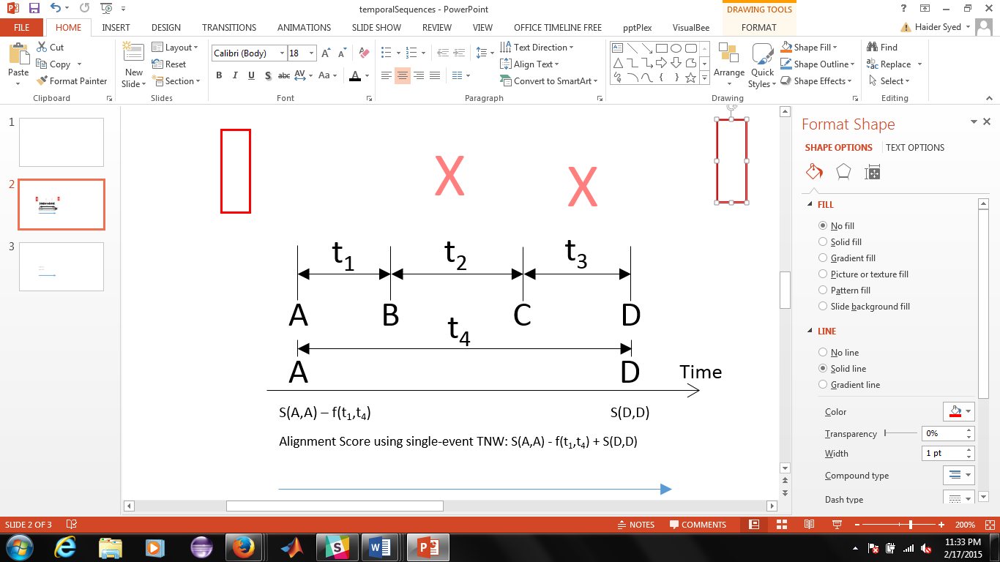 temporalSequences - PowerPoint
DRAWING TOOLS
FILE HOME INSERT DESIGN TRANSITIONS ANIMATIONS SLIDE SHOW REVIEW VIEW OFFICE TIMELINE FREE pptPlex VisualBee FORMAT Haider Syed
Paste
Cut
Copy
Format Painter
Clipboard
New Slide
Layout
Reset
Section
Slides
Calibri (Body) 18
B I U S abc AV Aa A
Font
Text Direction
Align Text
Convert to SmartArt
Paragraph
Arrange
Quick Styles
Shape Fill
Shape Outline
Shape Effects
Drawing
Find
Replace
Select
Editing
1
2
3
X X
t1 t2 t3
A B C D
t4
A D
Time
S(A,A) – f(t1,t4) S(D,D)
Alignment Score using single-event TNW: S(A,A) - f(t1,t4) + S(D,D)
Format Shape
SHAPE OPTIONS TEXT OPTIONS
FILL
No fill
Solid fill
Gradient fill
Picture or texture fill
Pattern fill
Slide background fill
LINE
No line
Solid line
Gradient line
Color
Transparency 0%
Width 1 pt
Compound type
Dash type
SLIDE 2 OF 3 NOTES COMMENTS 200%
11:33 PM
2/17/2015